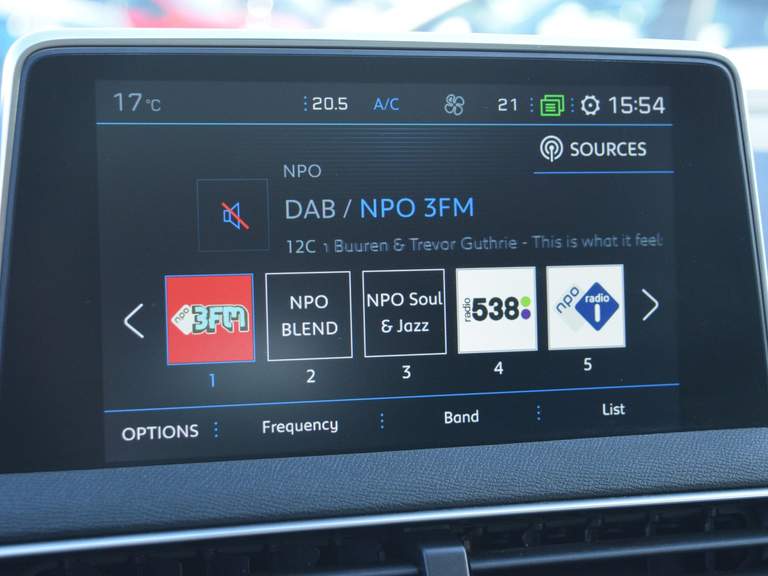 17°C 20.5 A/C 21 15:54
SOURCES
NPO
DAB / NPO 3FM
12C Buuren & Trevor Guthrie - This is what it feel
npo 3FM
NPO BLEND
NPO Soul & Jazz
radio 538
npo radio 1
1 2 3 4 5
OPTIONS Frequency Band List